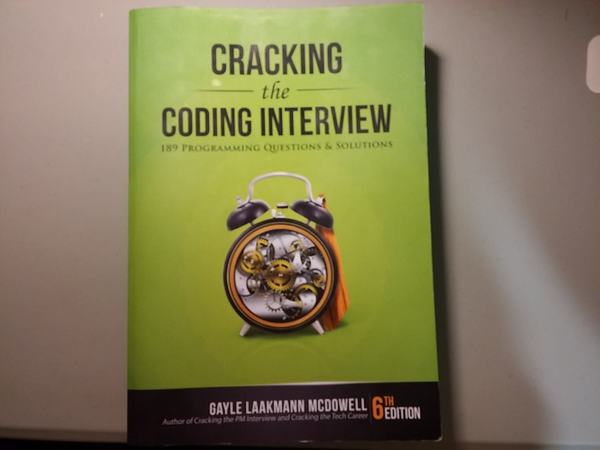 CRACKING
the
CODING INTERVIEW
189 PROGRAMMING QUESTIONS & SOLUTIONS
GAYLE LAAKMANN MCDOWELL
Author of Cracking the PM Interview and Cracking the Tech Career
6TH EDITION